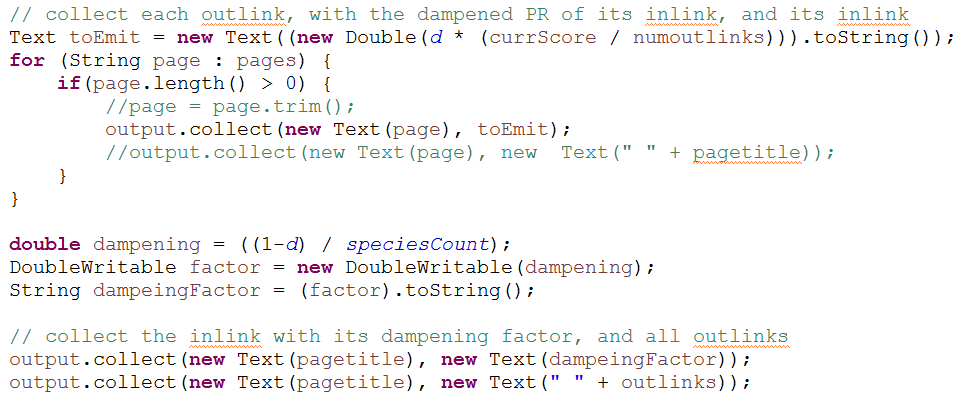 // collect each outlink, with the dampened PR of its inlink, and its inlink
Text toEmit = new Text((new Double(d * (currScore / numoutlinks))).toString());
for (String page : pages) {
    if(page.length() > 0) {
        //page = page.trim();
        output.collect(new Text(page), toEmit);
        //output.collect(new Text(page), new  Text(" " + pagetitle));
    }
}

double dampening = ((1-d) / speciesCount);
DoubleWritable factor = new DoubleWritable(dampening);
String dampeingFactor = (factor).toString();

// collect the inlink with its dampening factor, and all outlinks
output.collect(new Text(pagetitle), new Text(dampeingFactor));
output.collect(new Text(pagetitle), new Text(" " + outlinks));